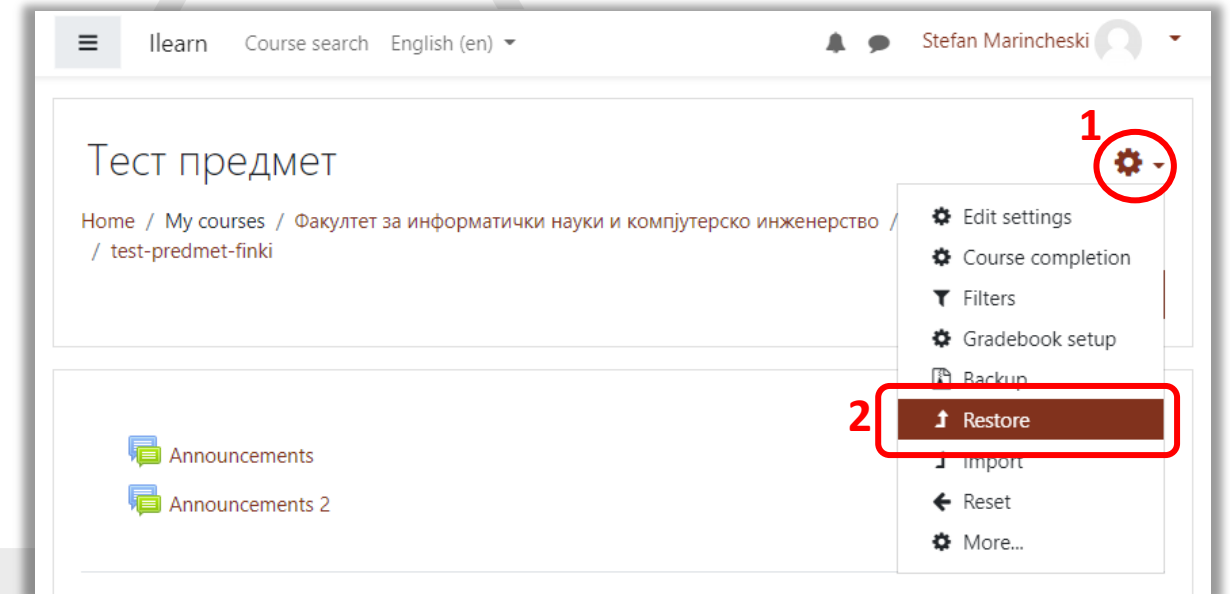 Ilearn Course search English (en) Stefan Marincheski
1
Тест предмет
Home / My courses / Факултет за информатички науки и компјутерско инженерство /
/ test-predmet-finki
Edit settings
Course completion
Filters
Gradebook setup
Backup
2
Restore
Import
Reset
More...
Announcements
Announcements 2